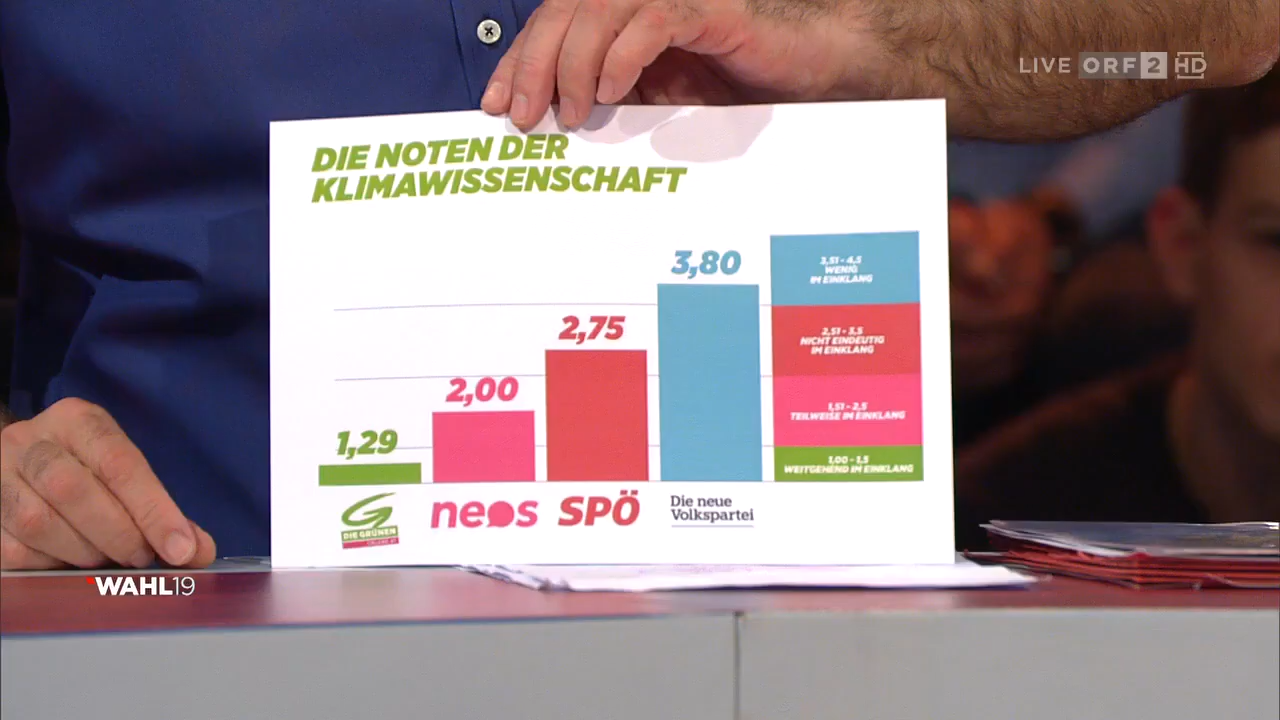 LIVE ORF 2 HD
DIE NOTEN DER
KLIMAWISSENSCHAFT
3,80
2,75
2,00
1,29
3,51 - 4,5
WENIG
IM EINKLANG
2,51 - 3,5
NICHT EINDEUTIG
IM EINKLANG
1,51 - 2,5
TEILWEISE IM EINKLANG
1,00 - 1,5
WEITGEHEND IM EINKLANG
DIE GRÜNEN
neos
SPÖ
Die neue
Volkspartei
WAHL19